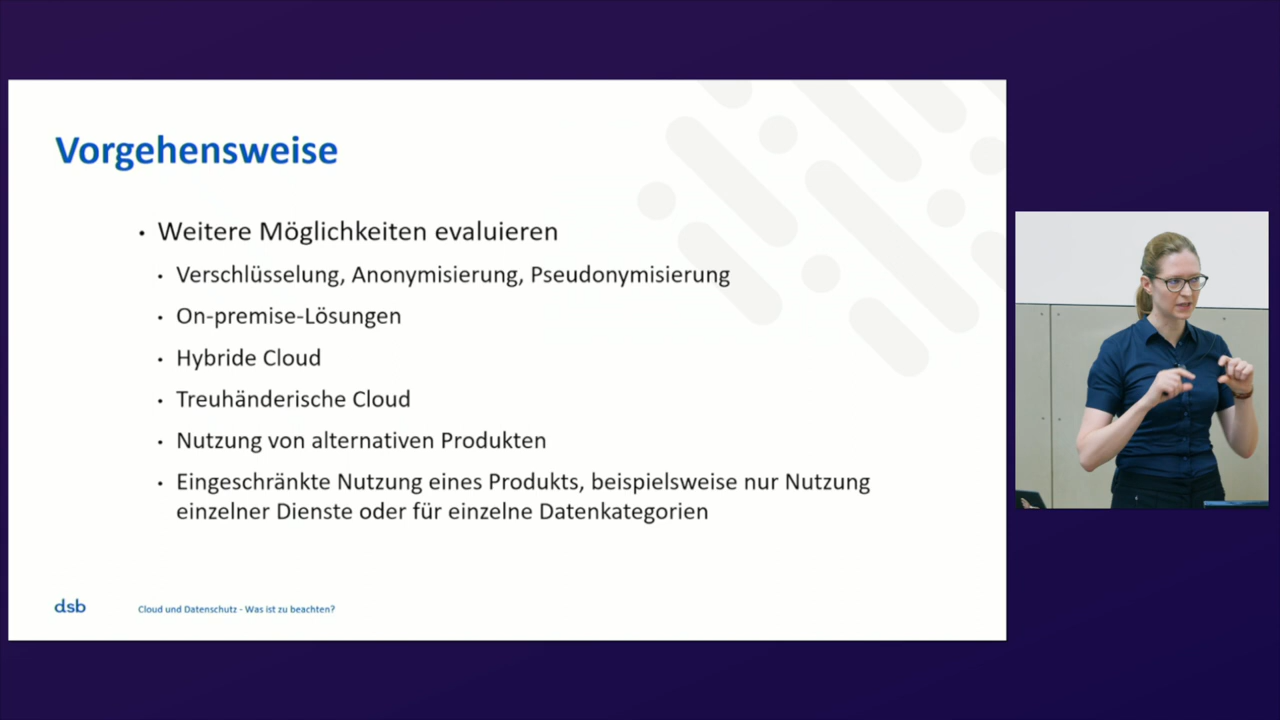 Vorgehensweise
• Weitere Möglichkeiten evaluieren
• Verschlüsselung, Anonymisierung, Pseudonymisierung
• On-premise-Lösungen
• Hybride Cloud
• Treuhänderische Cloud
• Nutzung von alternativen Produkten
• Eingeschränkte Nutzung eines Produkts, beispielsweise nur Nutzung
einzelner Dienste oder für einzelne Datenkategorien
dsb
Cloud und Datenschutz - Was ist zu beachten?